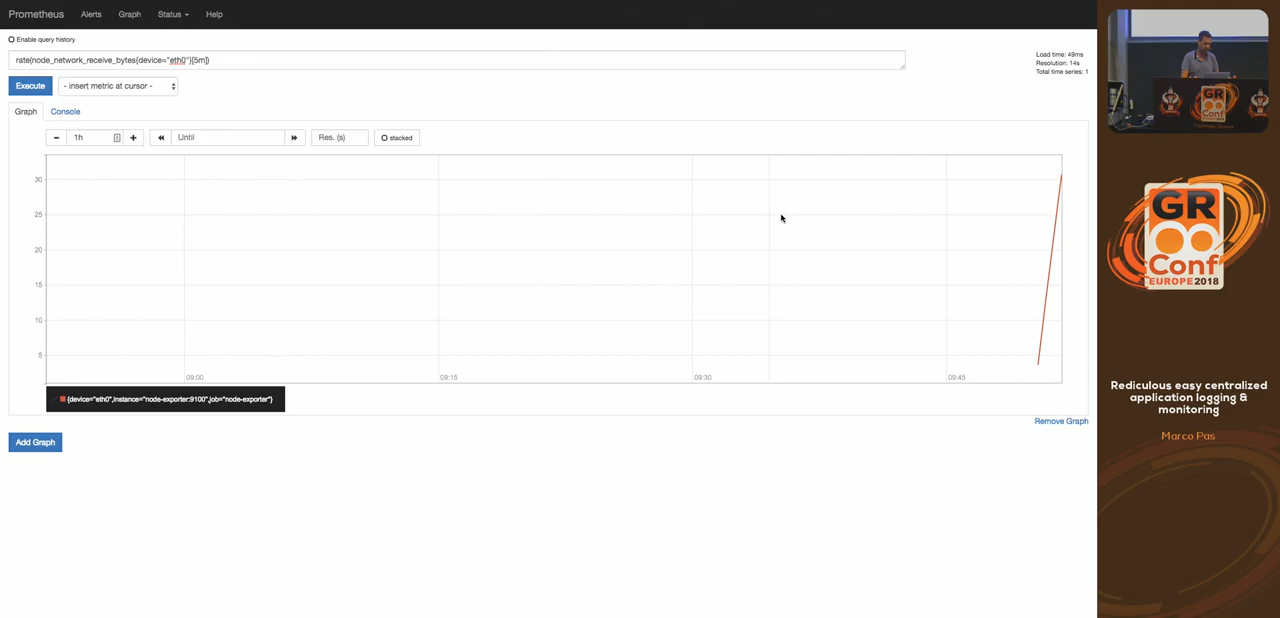 Prometheus Alerts Graph Status Help
Enable query history
rate(node_network_receive_bytes{device="eth0"}[5m])
Load time: 49ms
Resolution: 14s
Total time series: 1
Execute - insert metric at cursor -
Graph Console
1h Until Res. (s) stacked
30
25
20
15
10
5
09:00 09:15 09:30 09:45
{device="eth0",instance="node-exporter:9100",job="node-exporter"}
Remove Graph
Add Graph
GR
Conf
GR
Conf
EUROPE 2018
Rediculous easy centralized
application logging &
monitoring
Marco Pas